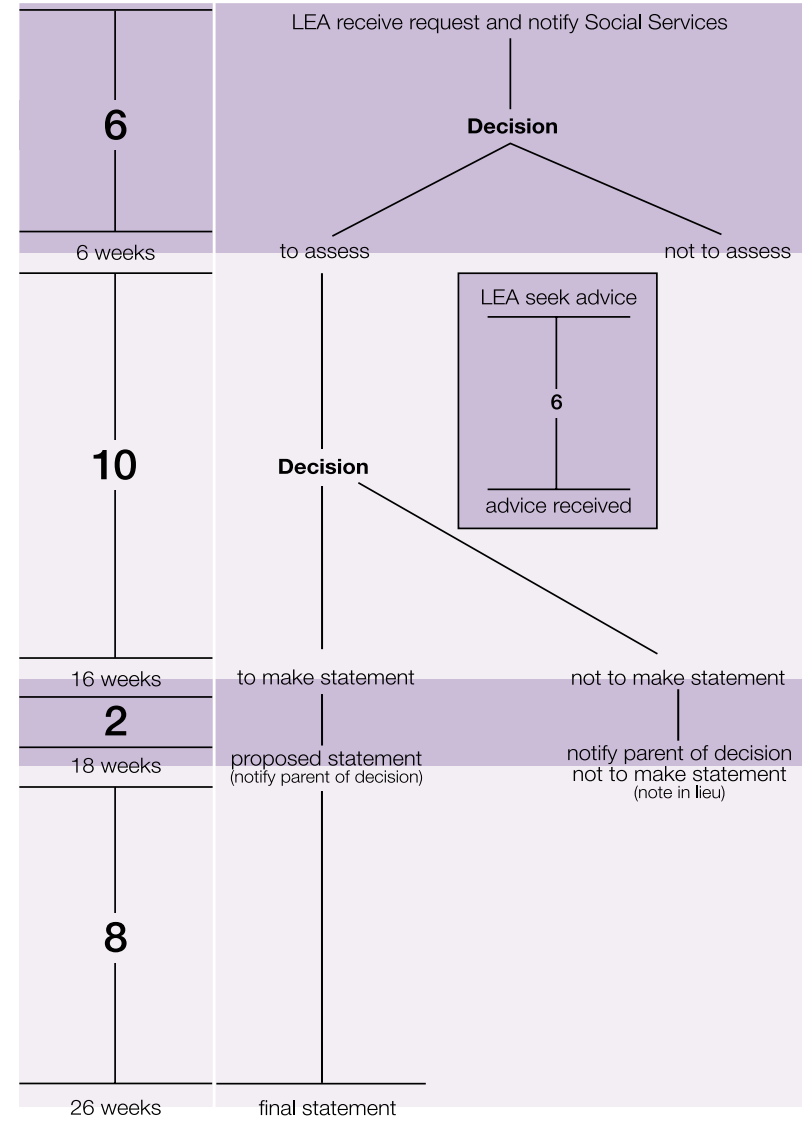 LEA receive request and notify Social Services
6
Decision
6 weeks
to assess
not to assess
LEA seek advice
6
advice received
10
Decision
16 weeks
to make statement
not to make statement
2
18 weeks
proposed statement
(notify parent of decision)
notify parent of decision
not to make statement
(note in lieu)
8
26 weeks
final statement